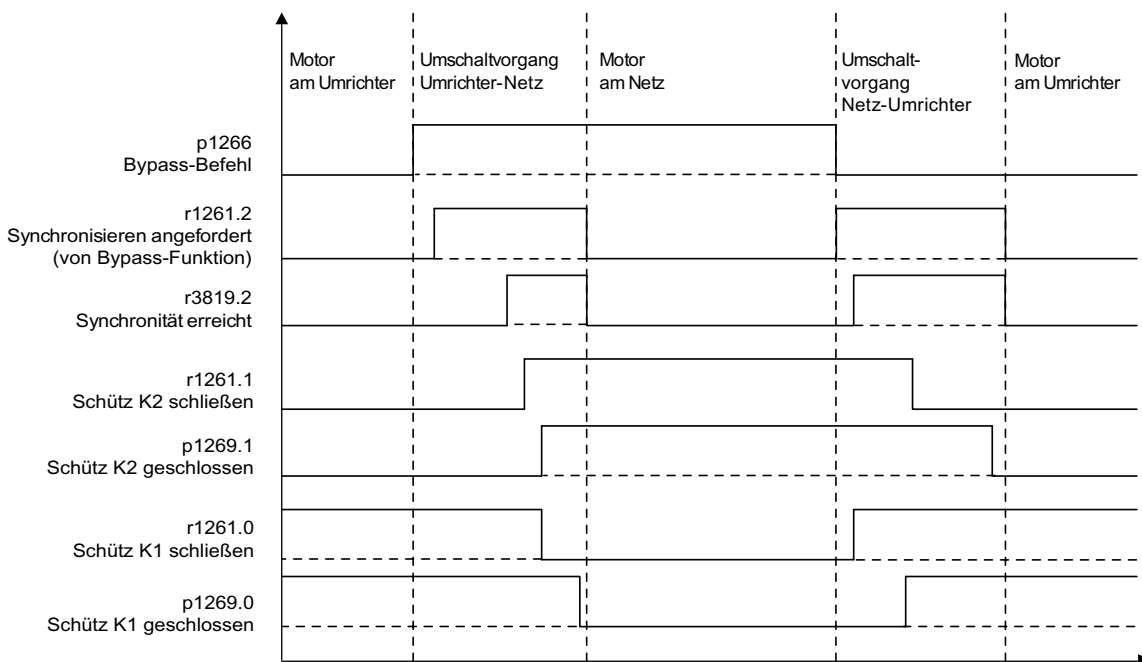 Motor
am Umrichter
Umschaltvorgang
Umrichter-Netz
Motor
am Netz
Umschalt-
vorgang
Netz-Umrichter
Motor
am Umrichter
p1266
Bypass-Befehl
r1261.2
Synchronisieren angefordert
(von Bypass-Funktion)
r3819.2
Synchronität erreicht
r1261.1
Schütz K2 schließen
p1269.1
Schütz K2 geschlossen
r1261.0
Schütz K1 schließen
p1269.0
Schütz K1 geschlossen